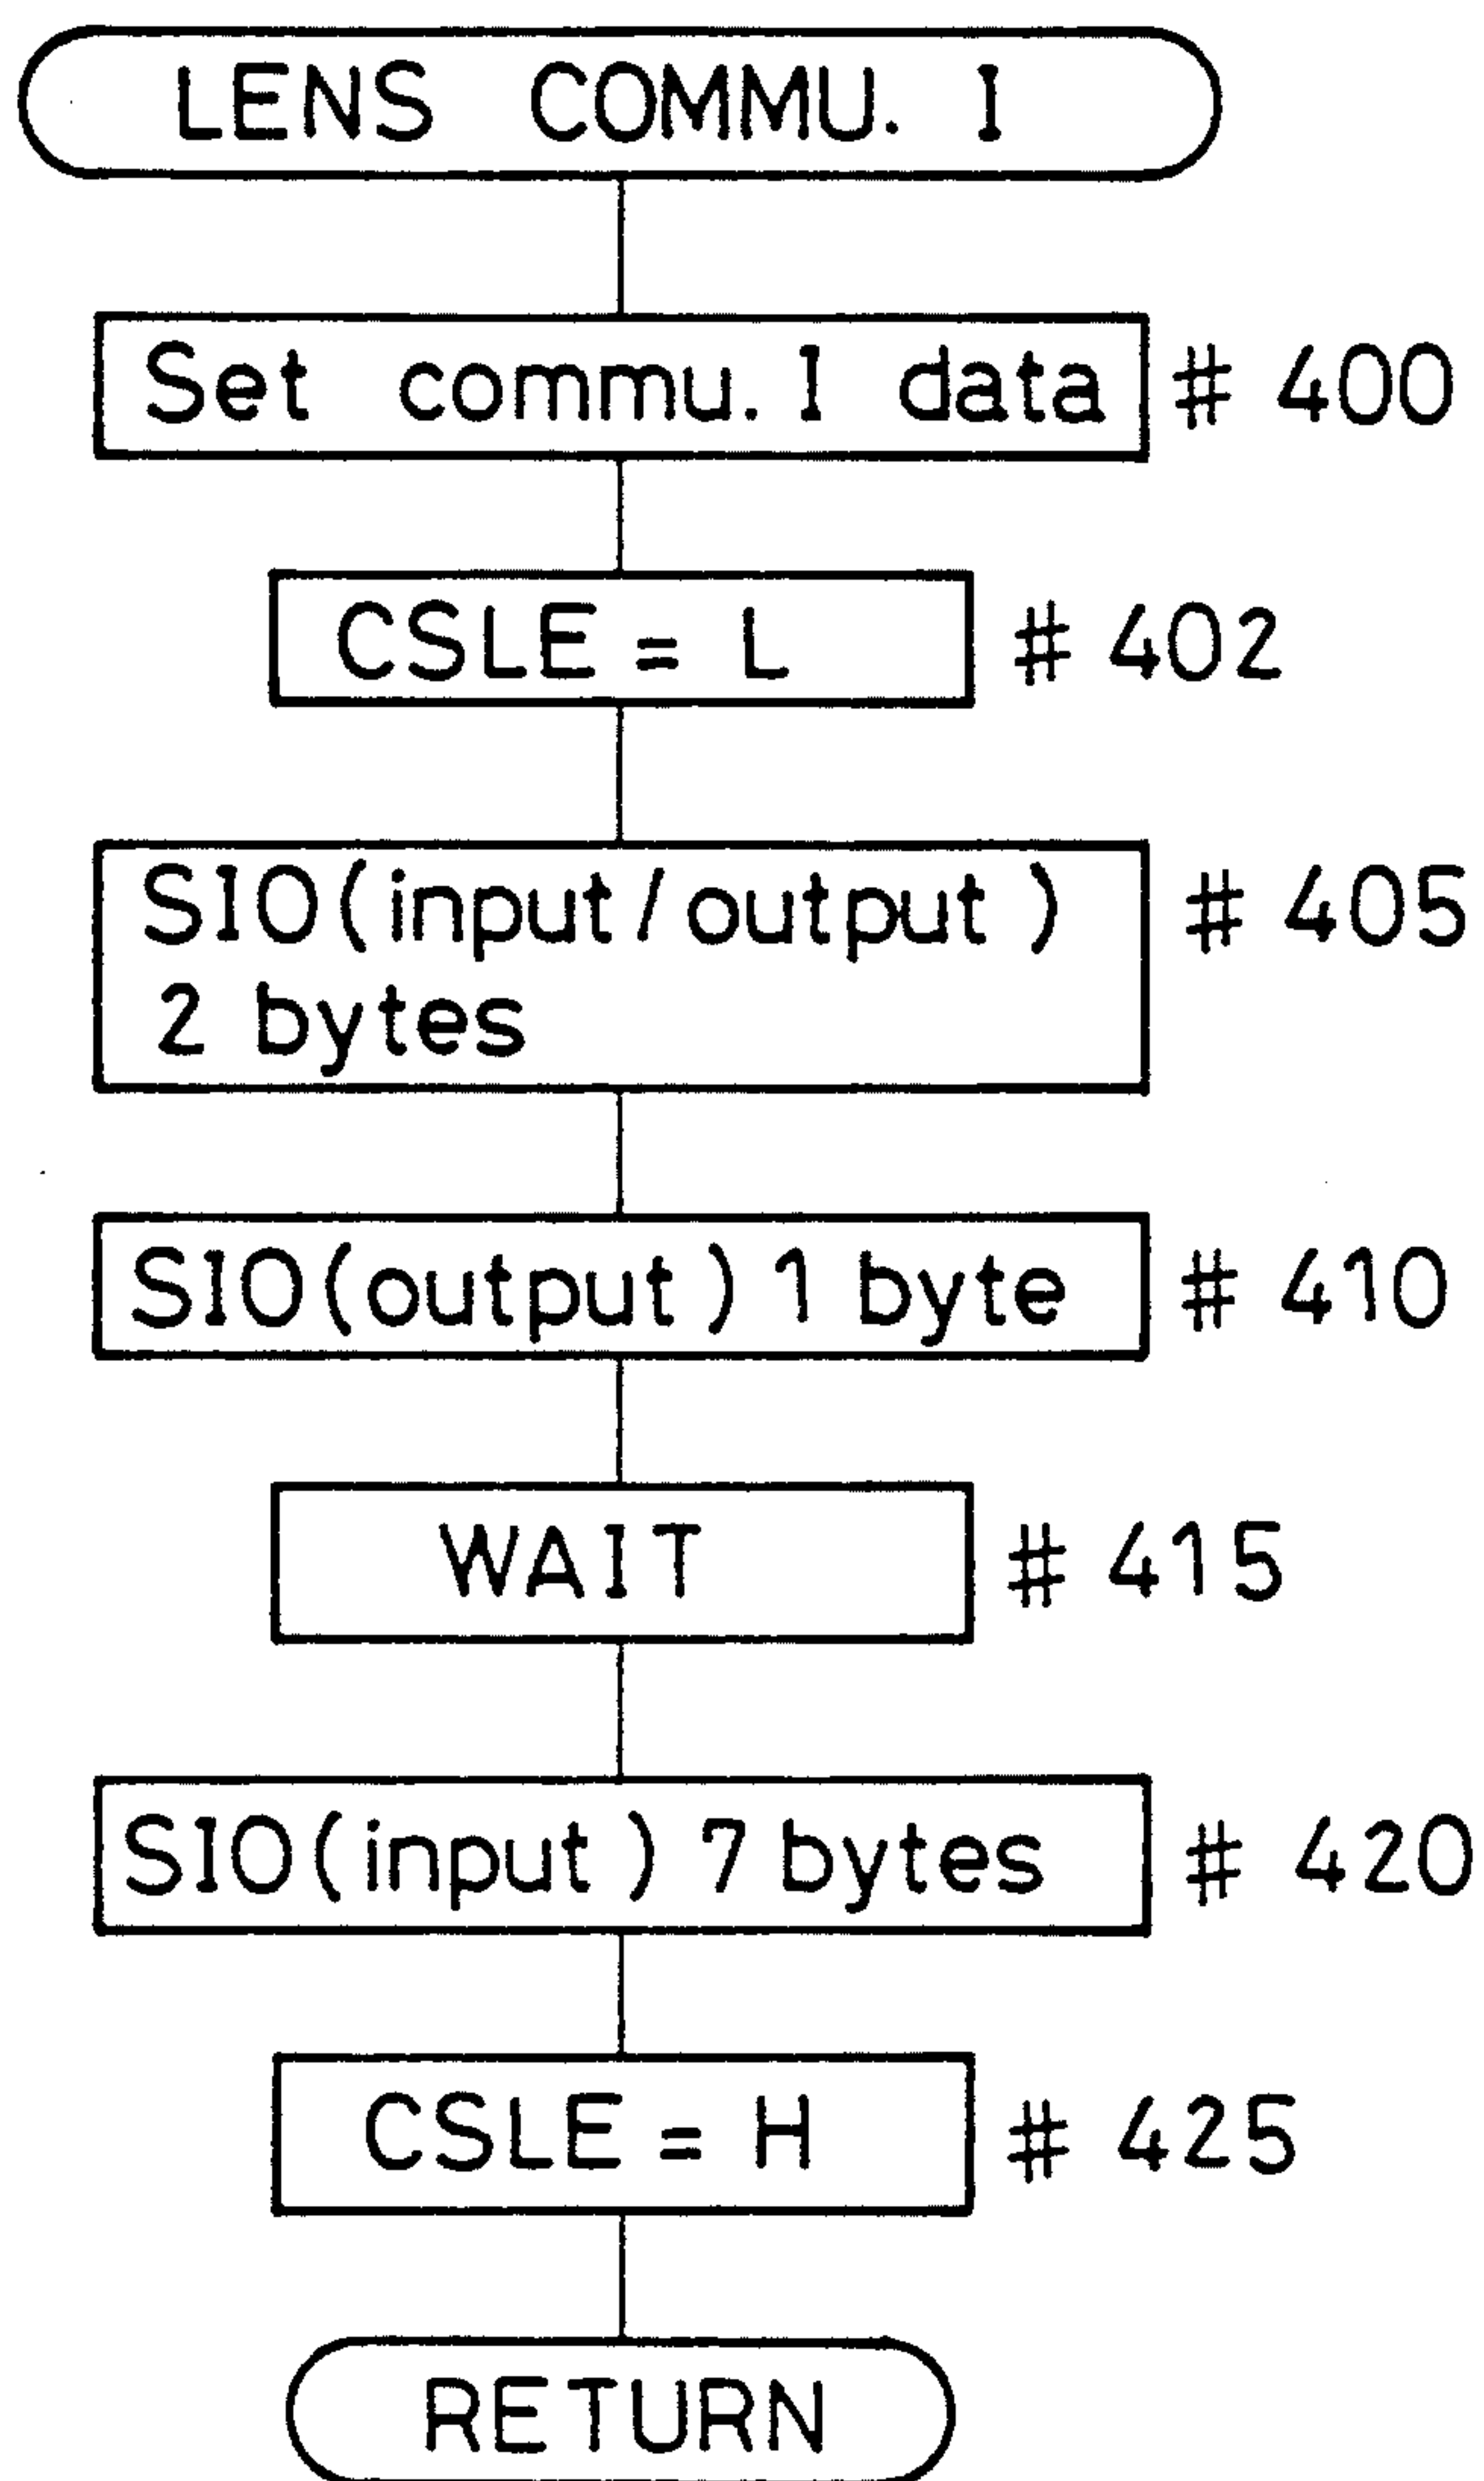 LENS COMMU. I
Set commu. I data # 400
CSLE = L # 402
SIO(input/output) # 405
2 bytes
SIO(output) 1 byte # 410
WAIT # 415
SIO(input) 7 bytes # 420
CSLE = H # 425
RETURN